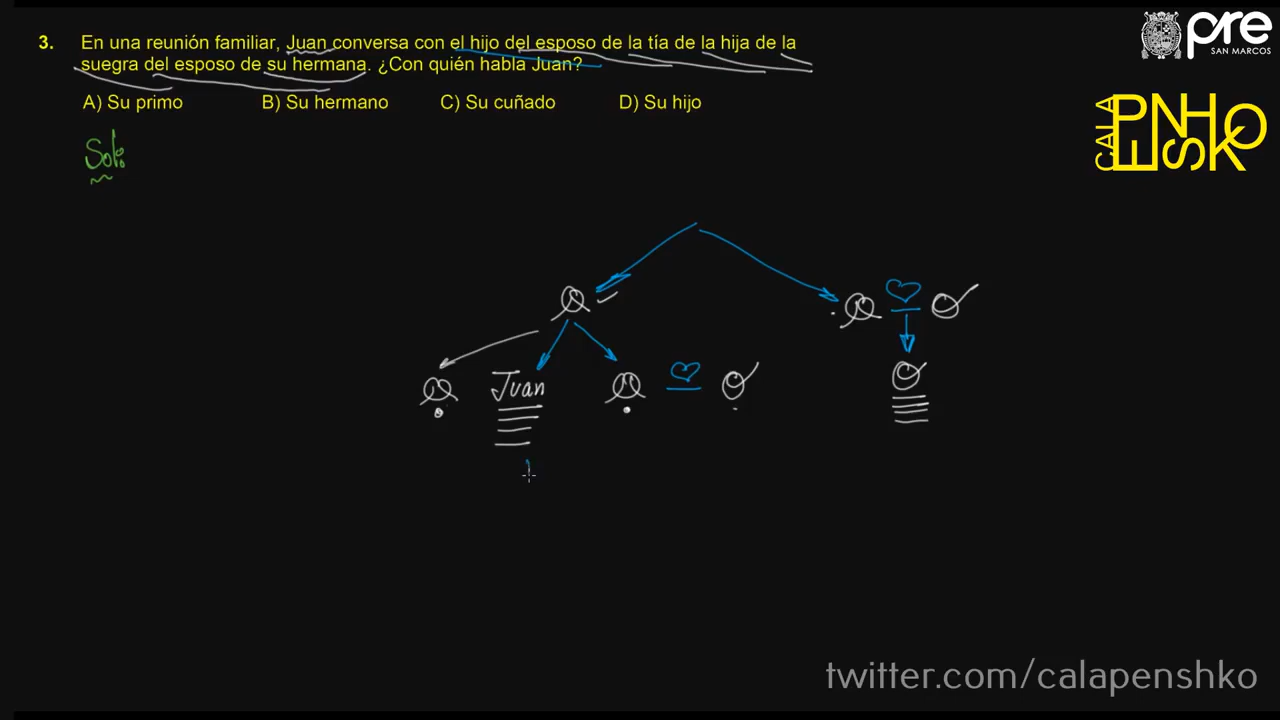 3. En una reunión familiar, Juan conversa con el hijo del esposo de la tía de la hija de la
suegra del esposo de su hermana. ¿Con quién habla Juan?
A) Su primo B) Su hermano C) Su cuñado D) Su hijo
pre
SAN MARCOS
CALA
PENSHKO
Sol:
Juan
twitter.com/calapenshko